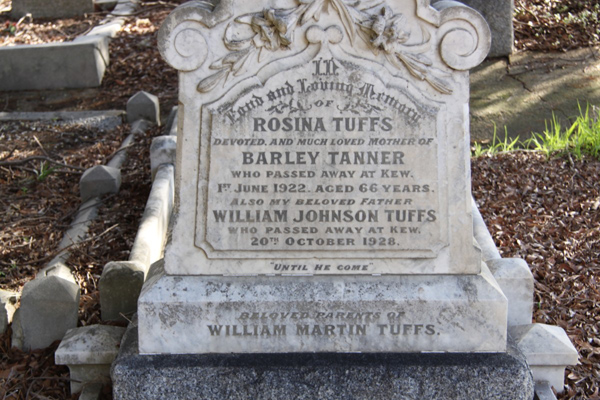 In
Fond and Loving Memory
OF
ROSINA TUFFS
DEVOTED, AND MUCH LOVED MOTHER OF
BARLEY TANNER
WHO PASSED AWAY AT KEW.
1ST JUNE 1922. AGED 66 YEARS.
ALSO MY BELOVED FATHER
WILLIAM JOHNSON TUFFS
WHO PASSED AWAY AT KEW.
20TH OCTOBER 1928.
"UNTIL HE COME"
BELOVED PARENTS OF
WILLIAM MARTIN TUFFS.